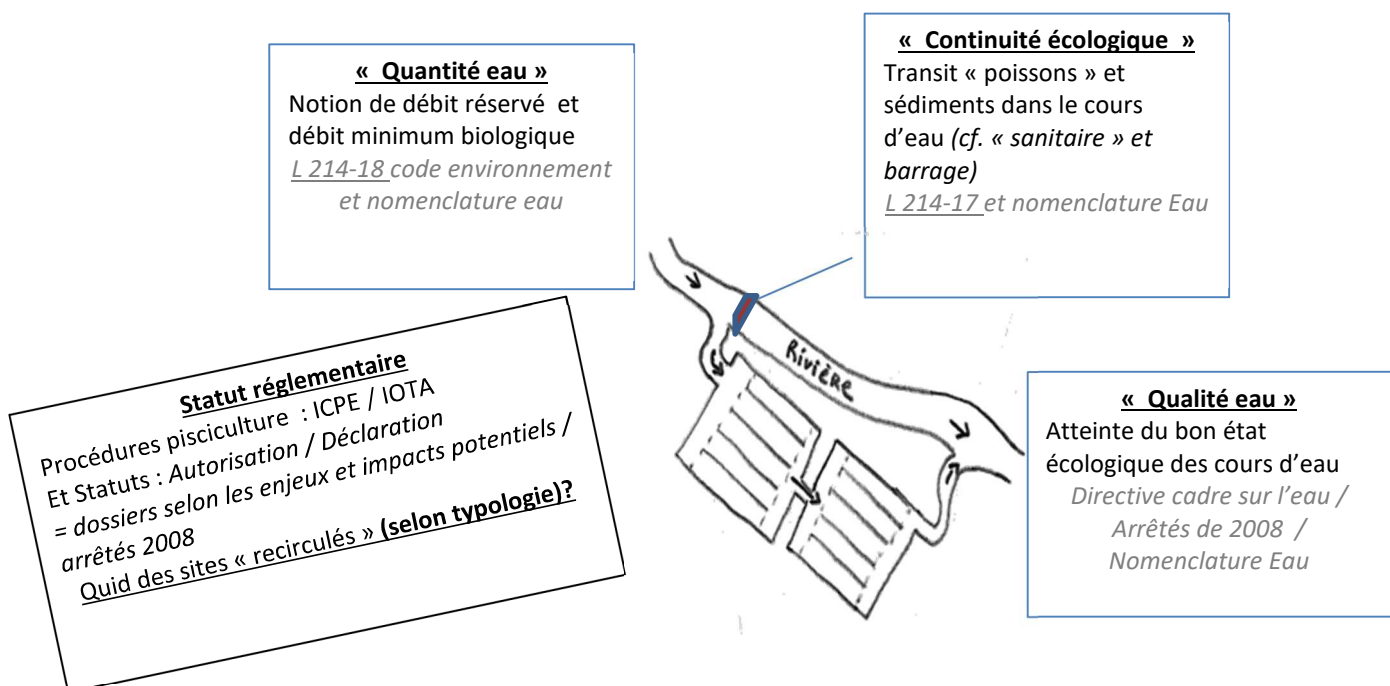 « Quantité eau »
Notion de débit réservé et
débit minimum biologique
L 214-18 code environnement
et nomenclature eau
« Continuité écologique »
Transit « poissons » et
sédiments dans le cours
d'eau (cf. « sanitaire » et
barrage)
L 214-17 et nomenclature Eau
Statut réglementaire
Procédures pisciculture : ICPE / IOTA
Et Statuts : Autorisation / Déclaration
= dossiers selon les enjeux et impacts potentiels /
arrêtés 2008
Quid des sites « recirculés » (selon typologie)?
Rivière
« Qualité eau »
Atteinte du bon état
écologique des cours d'eau
Directive cadre sur l'eau /
Arrêtés de 2008 /
Nomenclature Eau